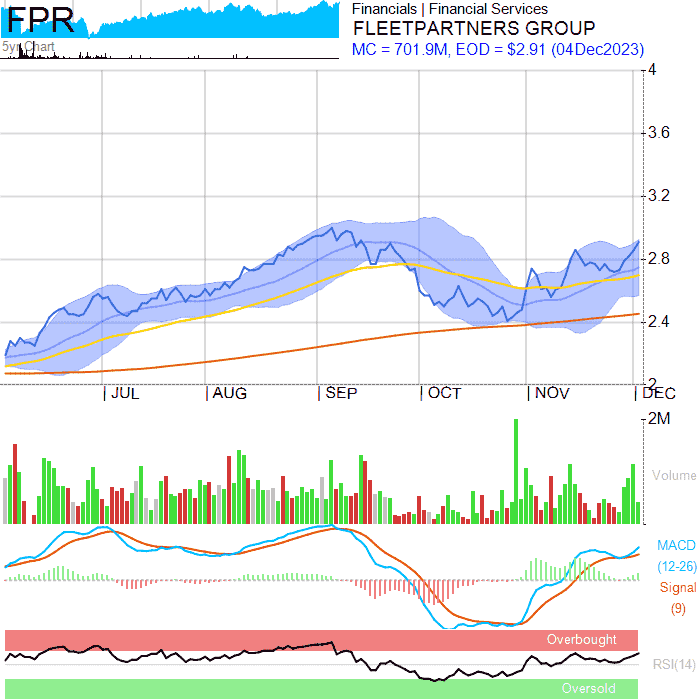 FPR
5yr Chart
Financials | Financial Services
FLEETPARTNERS GROUP
MC = 701.9M, EOD = $2.91 (04Dec2023)
4
3.6
3.2
2.8
2.4
2
JUL AUG SEP OCT NOV DEC
2M
Volume
MACD
(12-26)
Signal
(9)
Overbought
RSI(14)
Oversold